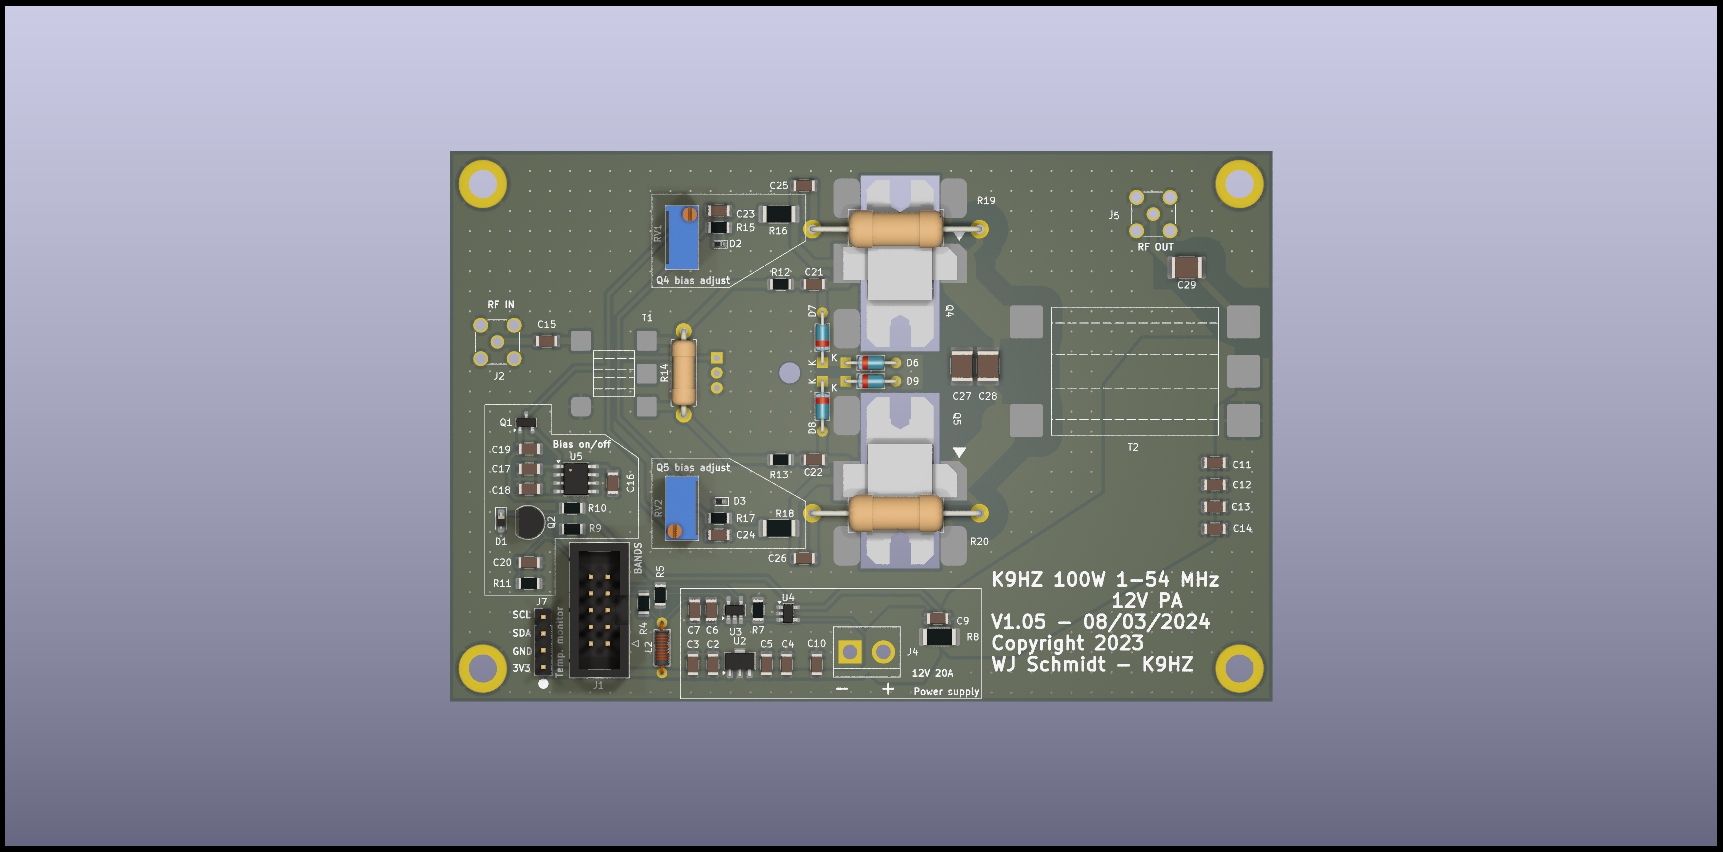 C25
R19
J5
RF OUT
C29
RV1
C23
R15
D2
R16
Q4 bias adjust
R12
C21
D7
Q4
RF IN
C15
J2
T1
R14
K
K
D6
K
D9
K
D8
C27
C28
Q5
T2
Q1
C19
C17
C18
Bias on/off
U5
C16
R10
R9
Q2
D1
C20
R11
Q5 bias adjust
R13
C22
RV2
D3
R17
C24
R18
C26
R20
C11
C12
C13
C14
J7
SCL
SDA
GND
3V3
Temp. monitor
BANDS
J1
R5
R4
L2
C7
C6
U3
R7
U4
C3
C2
U2
C5
C4
C10
J4
C9
R8
12V 20A
− +
Power supply
K9HZ 100W 1-54 MHz
12V PA
V1.05 - 08/03/2024
Copyright 2023
WJ Schmidt - K9HZ